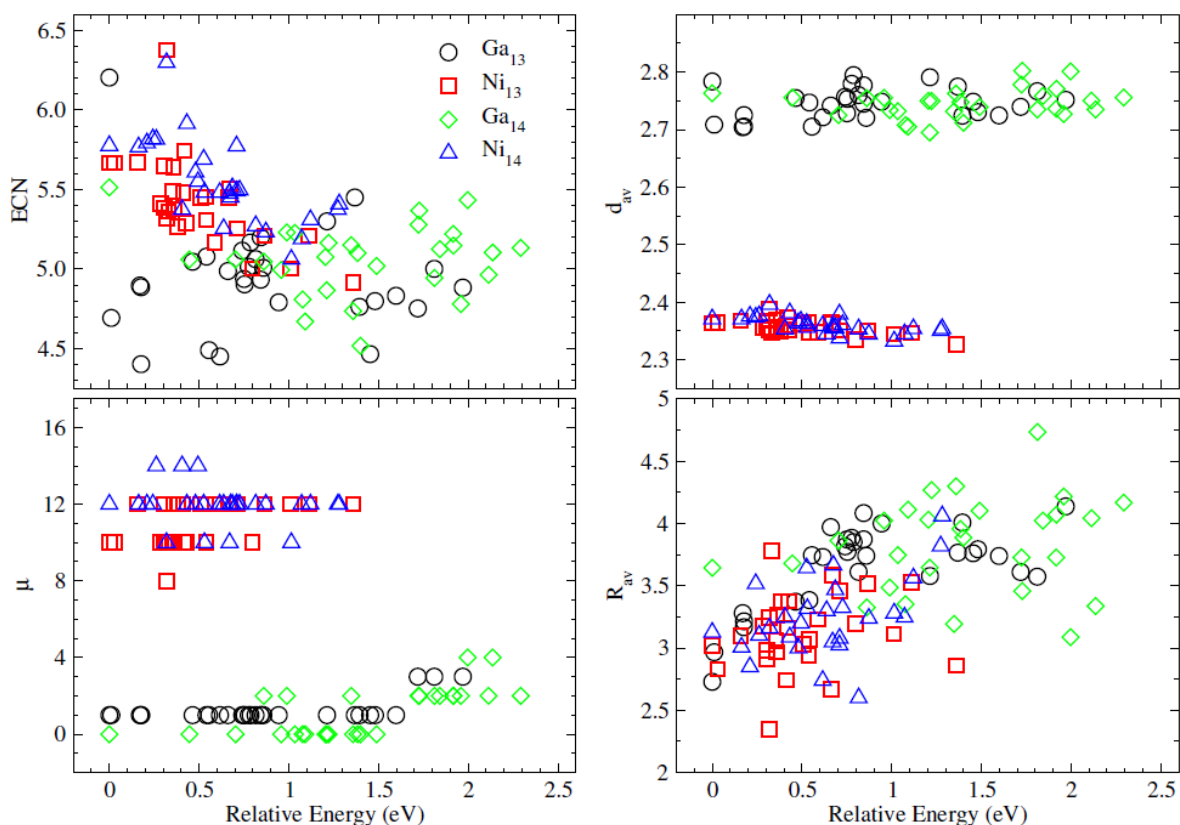 6.5
6.0
5.5
5.0
4.5
ECN
Ga13
Ni13
Ga14
Ni14
2.8
2.7
2.6
2.5
2.4
2.3
dav
16
12
8
4
0
μ
0 0.5 1 1.5 2 2.5
Relative Energy (eV)
5
4.5
4
3.5
3
2.5
2
Rav
0 0.5 1 1.5 2 2.5
Relative Energy (eV)